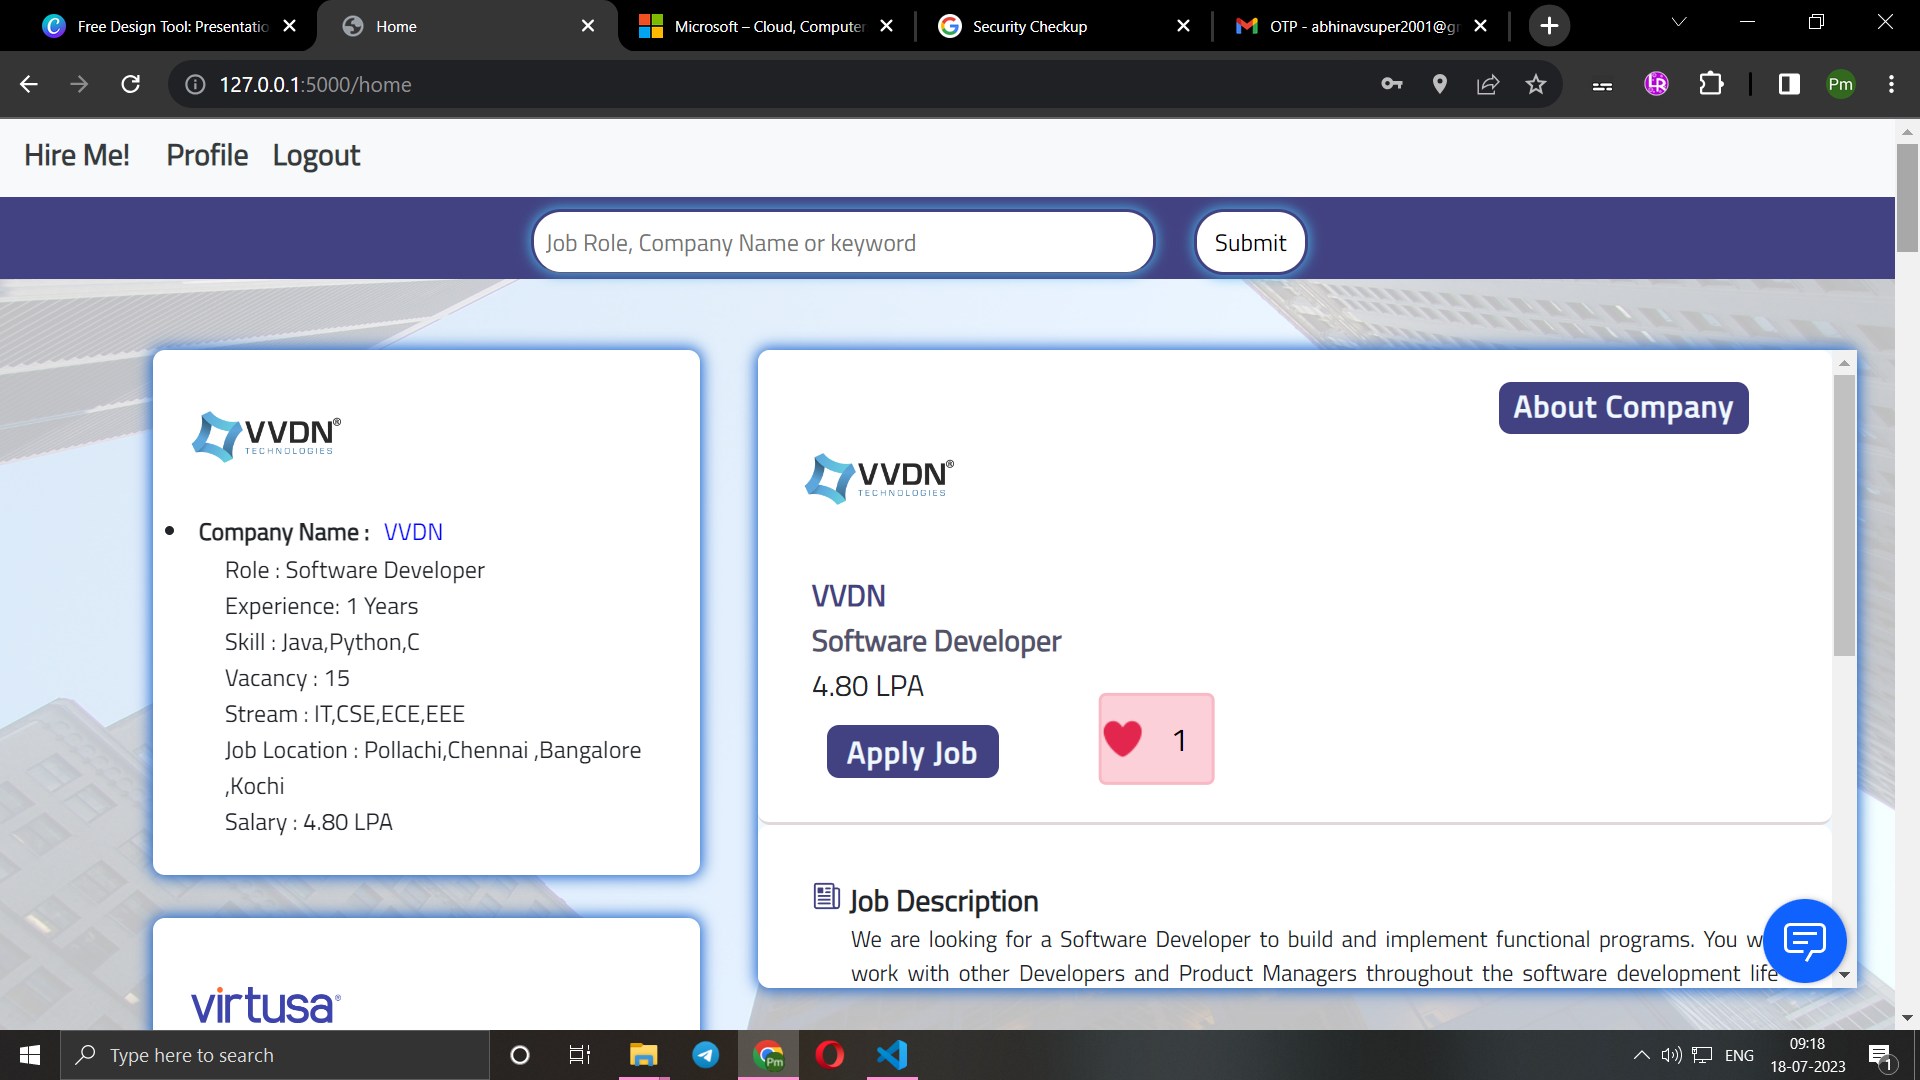 Free Design Tool: Presentatio
Home
Microsoft – Cloud, Computer
Security Checkup
OTP - abhinavsuper2001@gr
127.0.0.1:5000/home
Pm
Hire Me!
Profile
Logout
Job Role, Company Name or keyword
Submit
VVDN®
TECHNOLOGIES
Company Name : VVDN
Role : Software Developer
Experience: 1 Years
Skill : Java,Python,C
Vacancy : 15
Stream : IT,CSE,ECE,EEE
Job Location : Pollachi,Chennai ,Bangalore
,Kochi
Salary : 4.80 LPA
virtusa
About Company
VVDN®
TECHNOLOGIES
VVDN
Software Developer
4.80 LPA
Apply Job
1
Job Description
We are looking for a Software Developer to build and implement functional programs. You w
work with other Developers and Product Managers throughout the software development life
Type here to search
Pm
ENG
09:18
18-07-2023
1